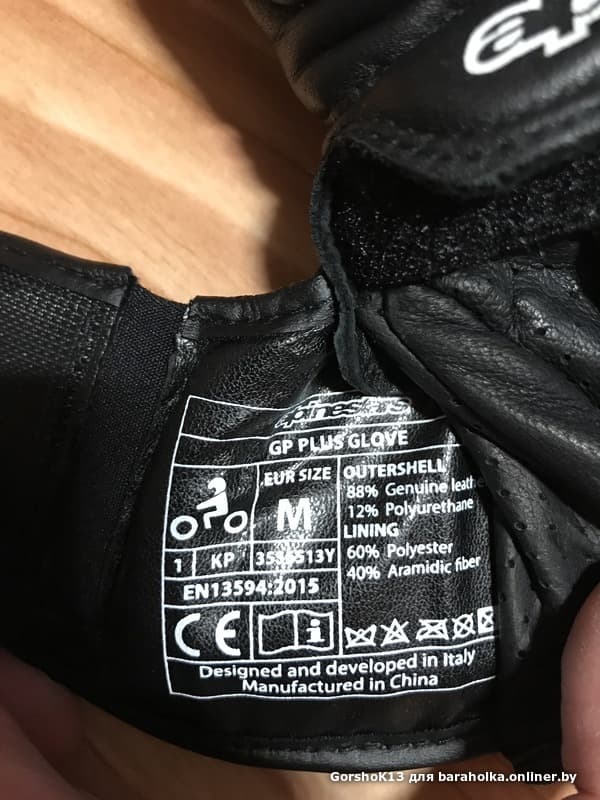 alpinestars
GP PLUS GLOVE
EUR SIZE
M
1 KP
EN13594:2015
CE
i
OUTERSHELL
88% Genuine leathe
12% Polyurethane
LINING
60% Polyester
40% Aramidic fiber
Designed and developed in Italy
Manufactured in China
GorshoK13 для baraholka.onliner.by